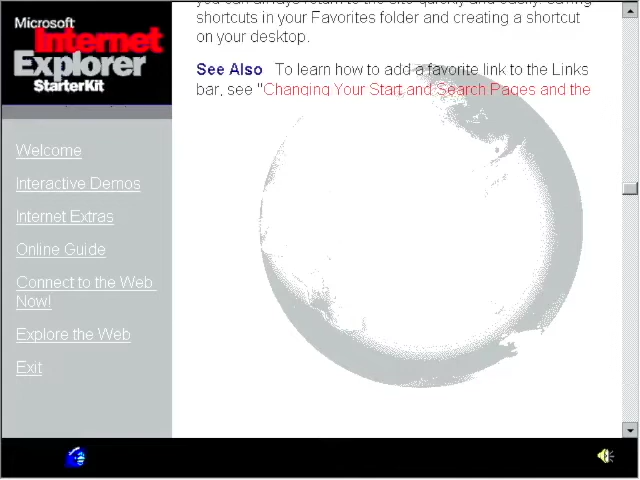 Microsoft
Internet
Explorer
StarterKit
Welcome
Interactive Demos
Internet Extras
Online Guide
Connect to the Web
Now!
Explore the Web
Exit
shortcuts in your Favorites folder and creating a shortcut
on your desktop.
See Also To learn how to add a favorite link to the Links
bar, see "Changing Your Start and Search Pages and the